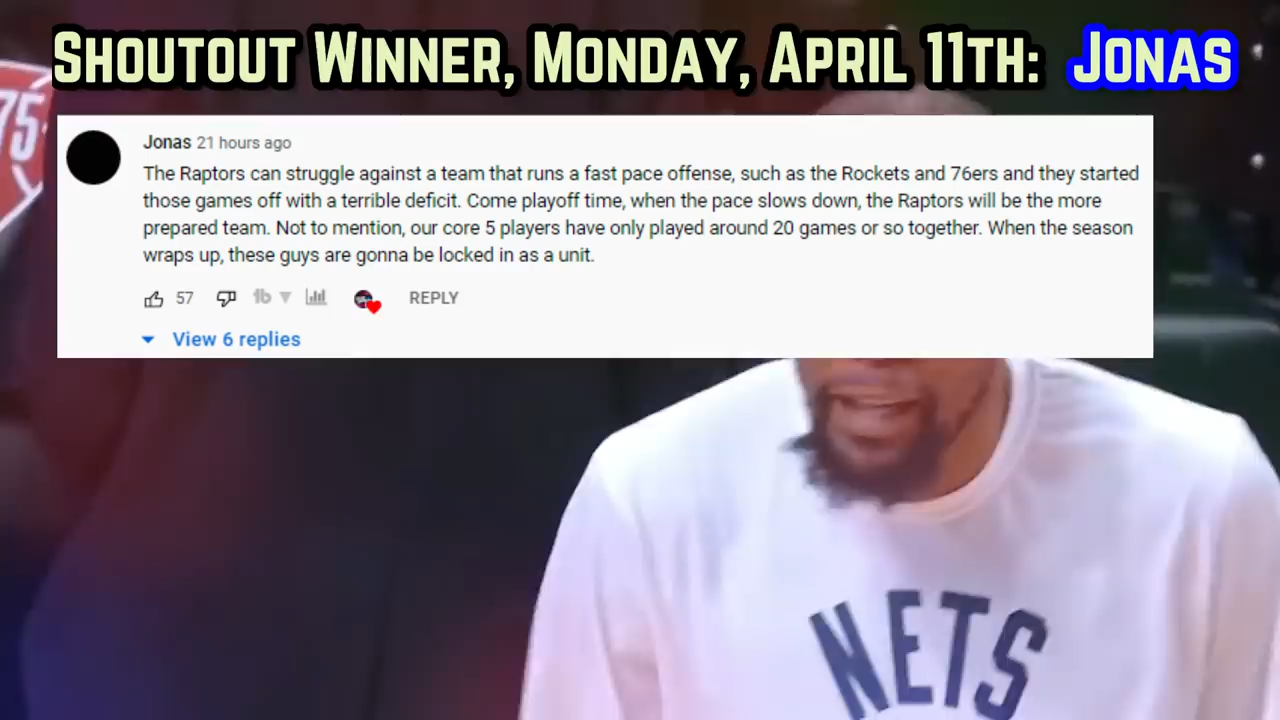 SHOUTOUT WINNER, MONDAY, APRIL 11TH: JONAS
75
Jonas 21 hours ago
The Raptors can struggle against a team that runs a fast pace offense, such as the Rockets and 76ers and they started
those games off with a terrible deficit. Come playoff time, when the pace slows down, the Raptors will be the more
prepared team. Not to mention, our core 5 players have only played around 20 games or so together. When the season
wraps up, these guys are gonna be locked in as a unit.
57 REPLY
View 6 replies
NETS